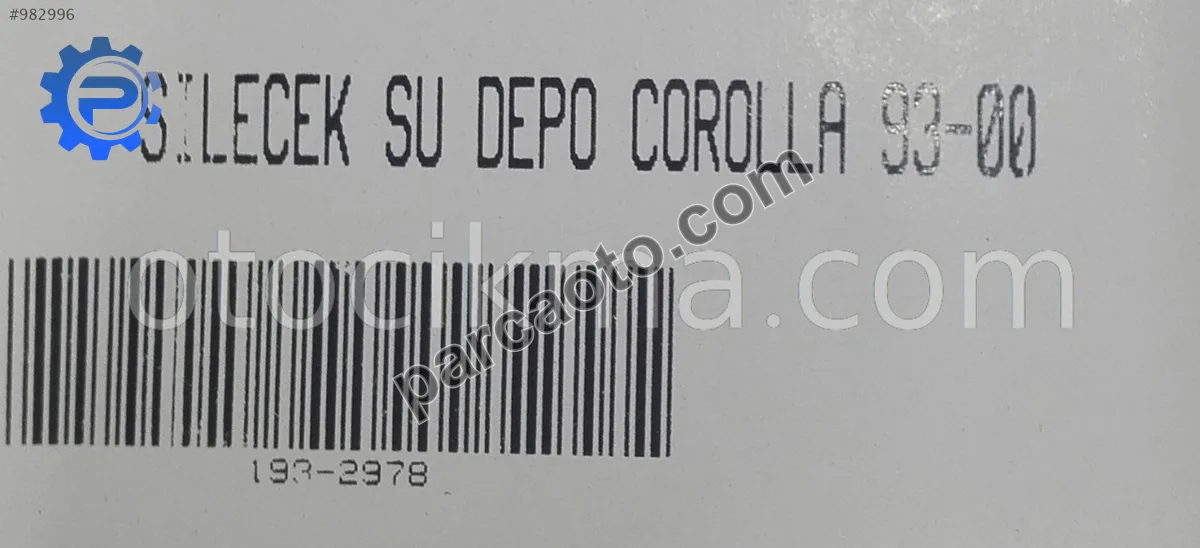 #982996
SILECEK SU DEPO COROLLA 93-00
otocikma.com
parcaoto.com
193-2978